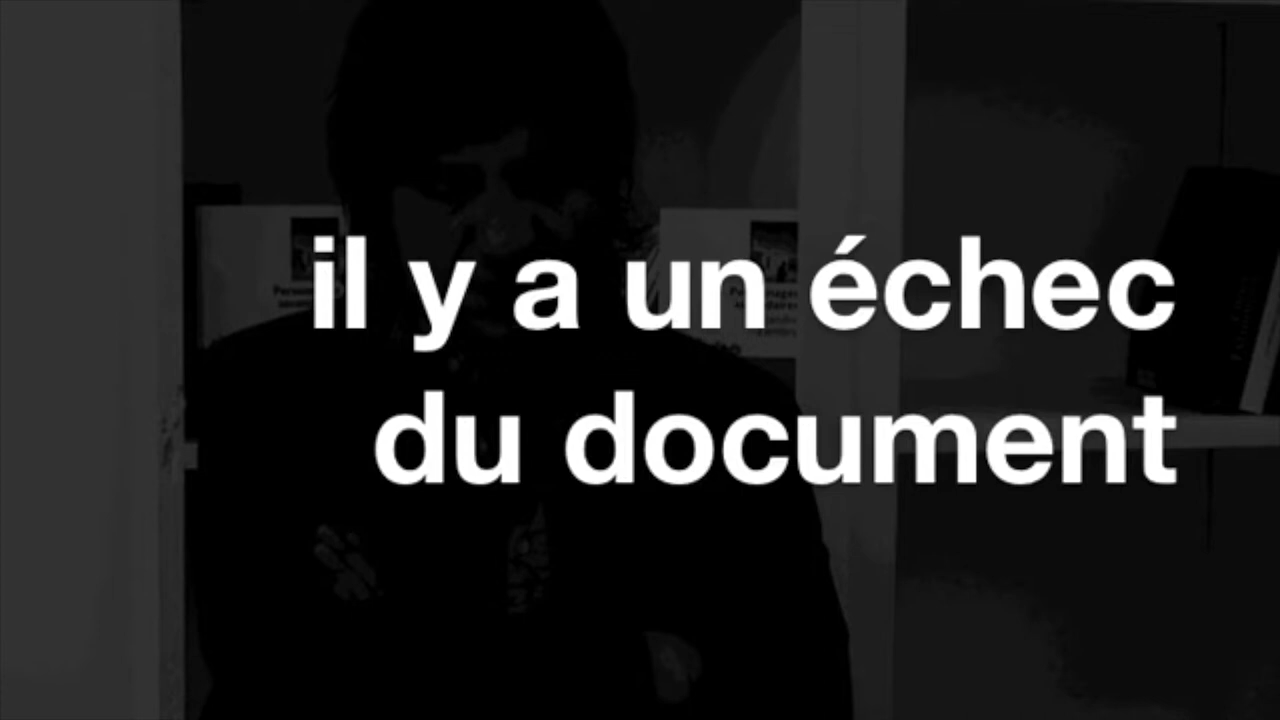 il y a un échec
du document